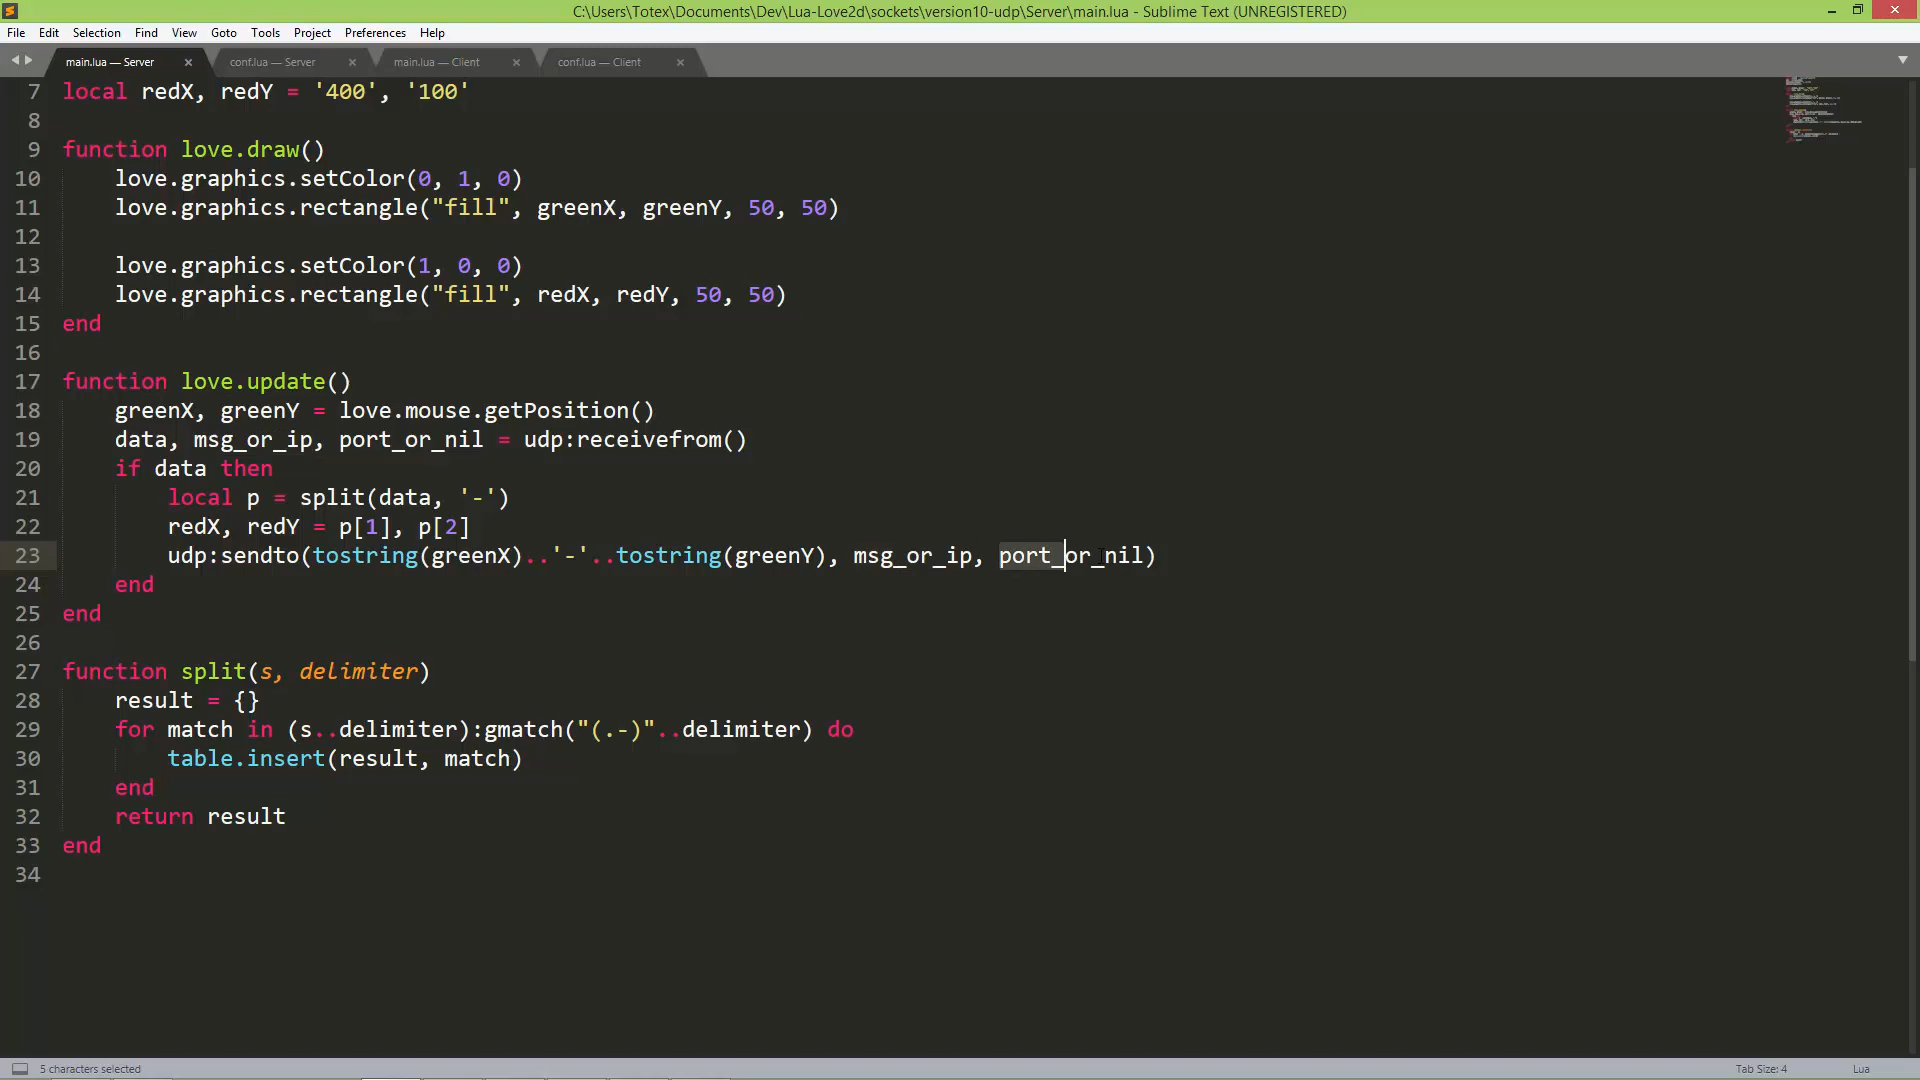 C:\Users\Totex\Documents\Dev\Lua-Love2d\sockets\version10-udp\Server\main.lua - Sublime Text (UNREGISTERED)
File Edit Selection Find View Goto Tools Project Preferences Help
main.lua — Server conf.lua — Server main.lua — Client conf.lua — Client
7 local redX, redY = '400', '100'
8
9 function love.draw()
10 love.graphics.setColor(0, 1, 0)
11 love.graphics.rectangle("fill", greenX, greenY, 50, 50)
12
13 love.graphics.setColor(1, 0, 0)
14 love.graphics.rectangle("fill", redX, redY, 50, 50)
15 end
16
17 function love.update()
18 greenX, greenY = love.mouse.getPosition()
19 data, msg_or_ip, port_or_nil = udp:receivefrom()
20 if data then
21 local p = split(data, '-')
22 redX, redY = p[1], p[2]
23 udp:sendto(tostring(greenX)..'-'..tostring(greenY), msg_or_ip, port_or_nil)
24 end
25 end
26
27 function split(s, delimiter)
28 result = {}
29 for match in (s..delimiter):gmatch("(.-)"..delimiter) do
30 table.insert(result, match)
31 end
32 return result
33 end
34
5 characters selected Tab Size: 4 Lua